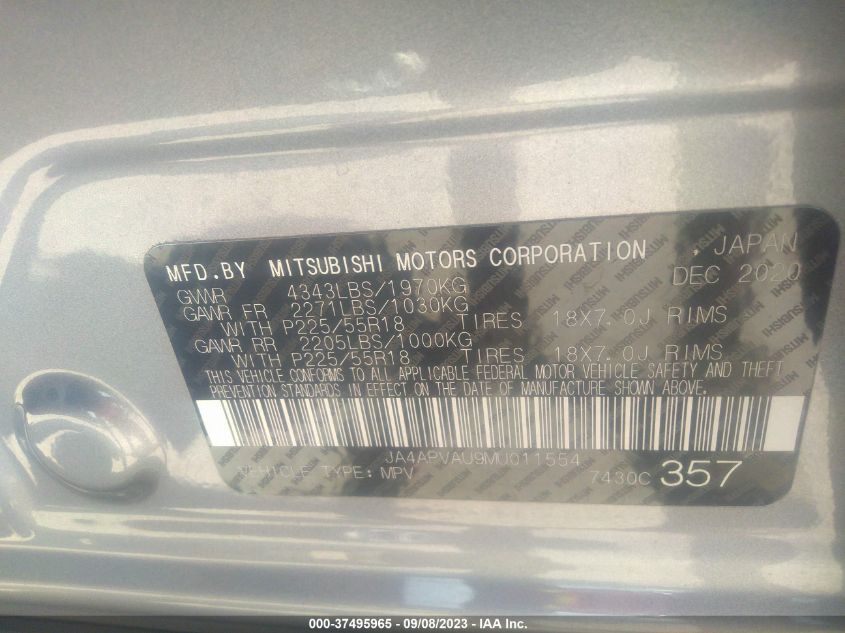 MFD.BY MITSUBISHI MOTORS CORPORATION , JAPAN
GVWR 4343LBS/1970KG DEC 2020
GAWR FR 2271LBS/1030KG
WITH P225/55R18 TIRES 18X7.0J RIMS
GAWR RR 2205LBS/1000KG
WITH P225/55R18 TIRES 18X7.0J RIMS
THIS VEHICLE CONFORMS TO ALL APPLICABLE FEDERAL MOTOR VEHICLE SAFETY AND THEFT
PREVENTION STANDARDS IN EFFECT ON THE DATE OF MANUFACTURE SHOWN ABOVE.
JA4APVAU9MU011554
VEHICLE TYPE: MPV 7430C 357
000-37495965 - 09/08/2023 - IAA Inc.